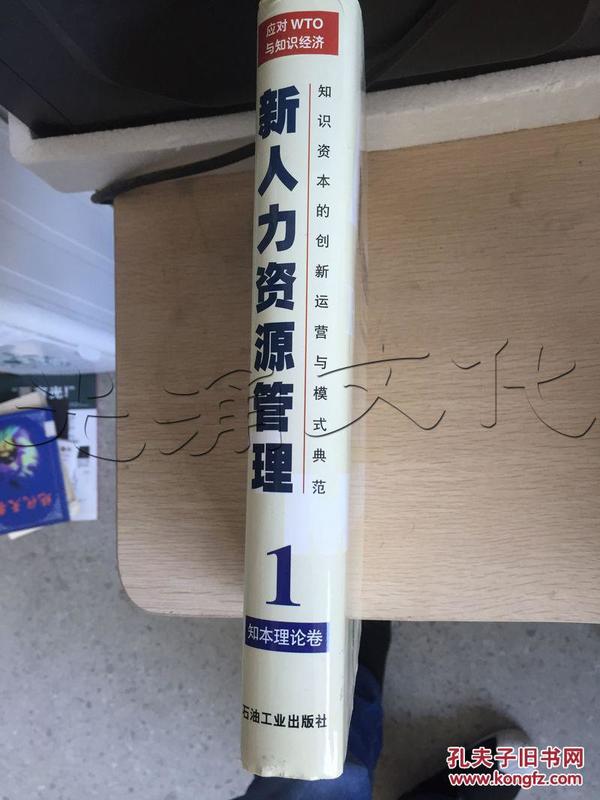 应对 WTO
与知识经济
新人力资源管理
知识资本的创新运营与模式典范
1
知本理论卷
石油工业出版社
孔夫子旧书网
www.kongfz.com